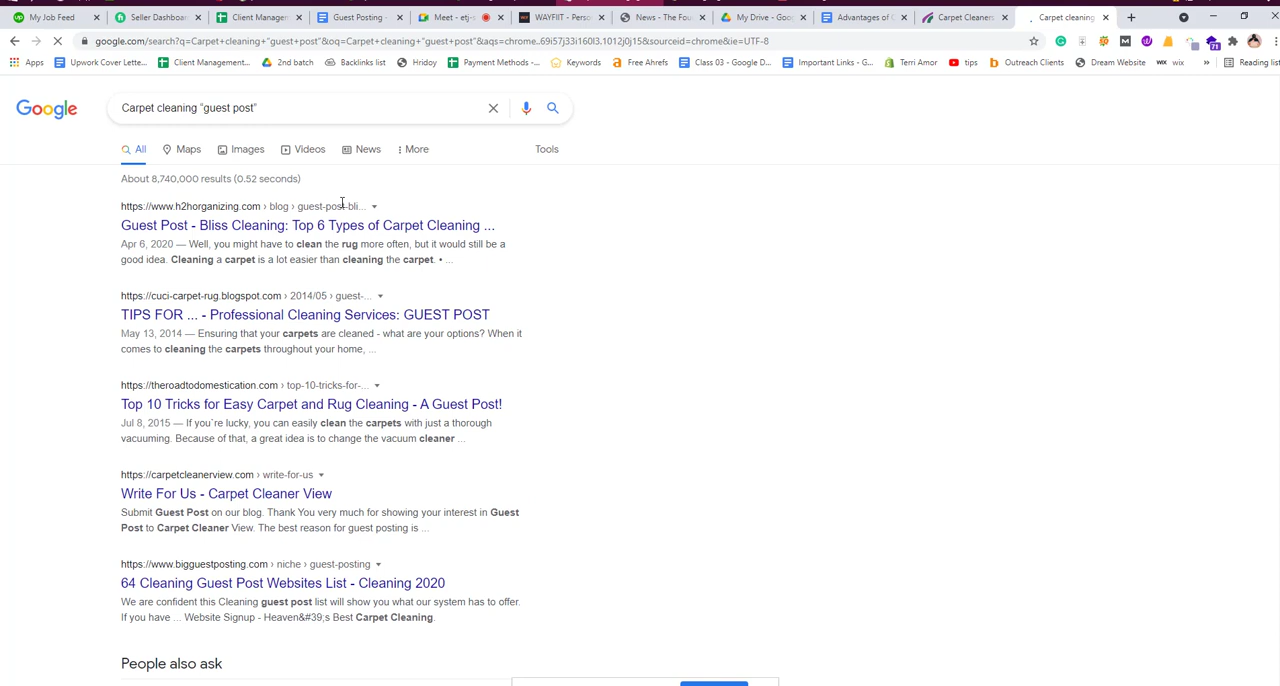 My Job Feed
Seller Dashboar
Client Managen
Guest Posting -
Meet - etj-s
WAYFIIT - Perso
News - The Fou
My Drive - Goo
Advantages of C
Carpet Cleaners
Carpet cleaning
google.com/search?q=Carpet+cleaning+"guest+post"&oq=Carpet+cleaning+"guest+post"&aqs=chrome..69i57j33i160l3.1012j0j15&sourceid=chrome&ie=UTF-8
Apps
Upwork Cover Lette...
Client Management...
2nd batch
Backlinks list
Hridoy
Payment Methods -...
Keywords
Free Ahrefs
Class 03 - Google D...
Important Links - G...
Terri Amor
tips
Outreach Clients
Dream Website
WIX wix
»
Reading list
Google
Carpet cleaning "guest post"
All
Maps
Images
Videos
News
More
Tools
About 8,740,000 results (0.52 seconds)
https://www.h2horganizing.com › blog › guest-post-bli...
Guest Post - Bliss Cleaning: Top 6 Types of Carpet Cleaning ...
Apr 6, 2020 — Well, you might have to clean the rug more often, but it would still be a
good idea. Cleaning a carpet is a lot easier than cleaning the carpet. • ...
https://cuci-carpet-rug.blogspot.com › 2014/05 › guest-...
TIPS FOR ... - Professional Cleaning Services: GUEST POST
May 13, 2014 — Ensuring that your carpets are cleaned - what are your options? When it
comes to cleaning the carpets throughout your home, ...
https://theroadtodomestication.com › top-10-tricks-for-...
Top 10 Tricks for Easy Carpet and Rug Cleaning - A Guest Post!
Jul 8, 2015 — If you`re lucky, you can easily clean the carpets with just a thorough
vacuuming. Because of that, a great idea is to change the vacuum cleaner ...
https://carpetcleanerview.com › write-for-us
Write For Us - Carpet Cleaner View
Submit Guest Post on our blog. Thank You very much for showing your interest in Guest
Post to Carpet Cleaner View. The best reason for guest posting is ...
https://www.bigguestposting.com › niche › guest-posting
64 Cleaning Guest Post Websites List - Cleaning 2020
We are confident this Cleaning guest post list will show you what our system has to offer.
If you have ... Website Signup - Heaven&#39;s Best Carpet Cleaning.
People also ask